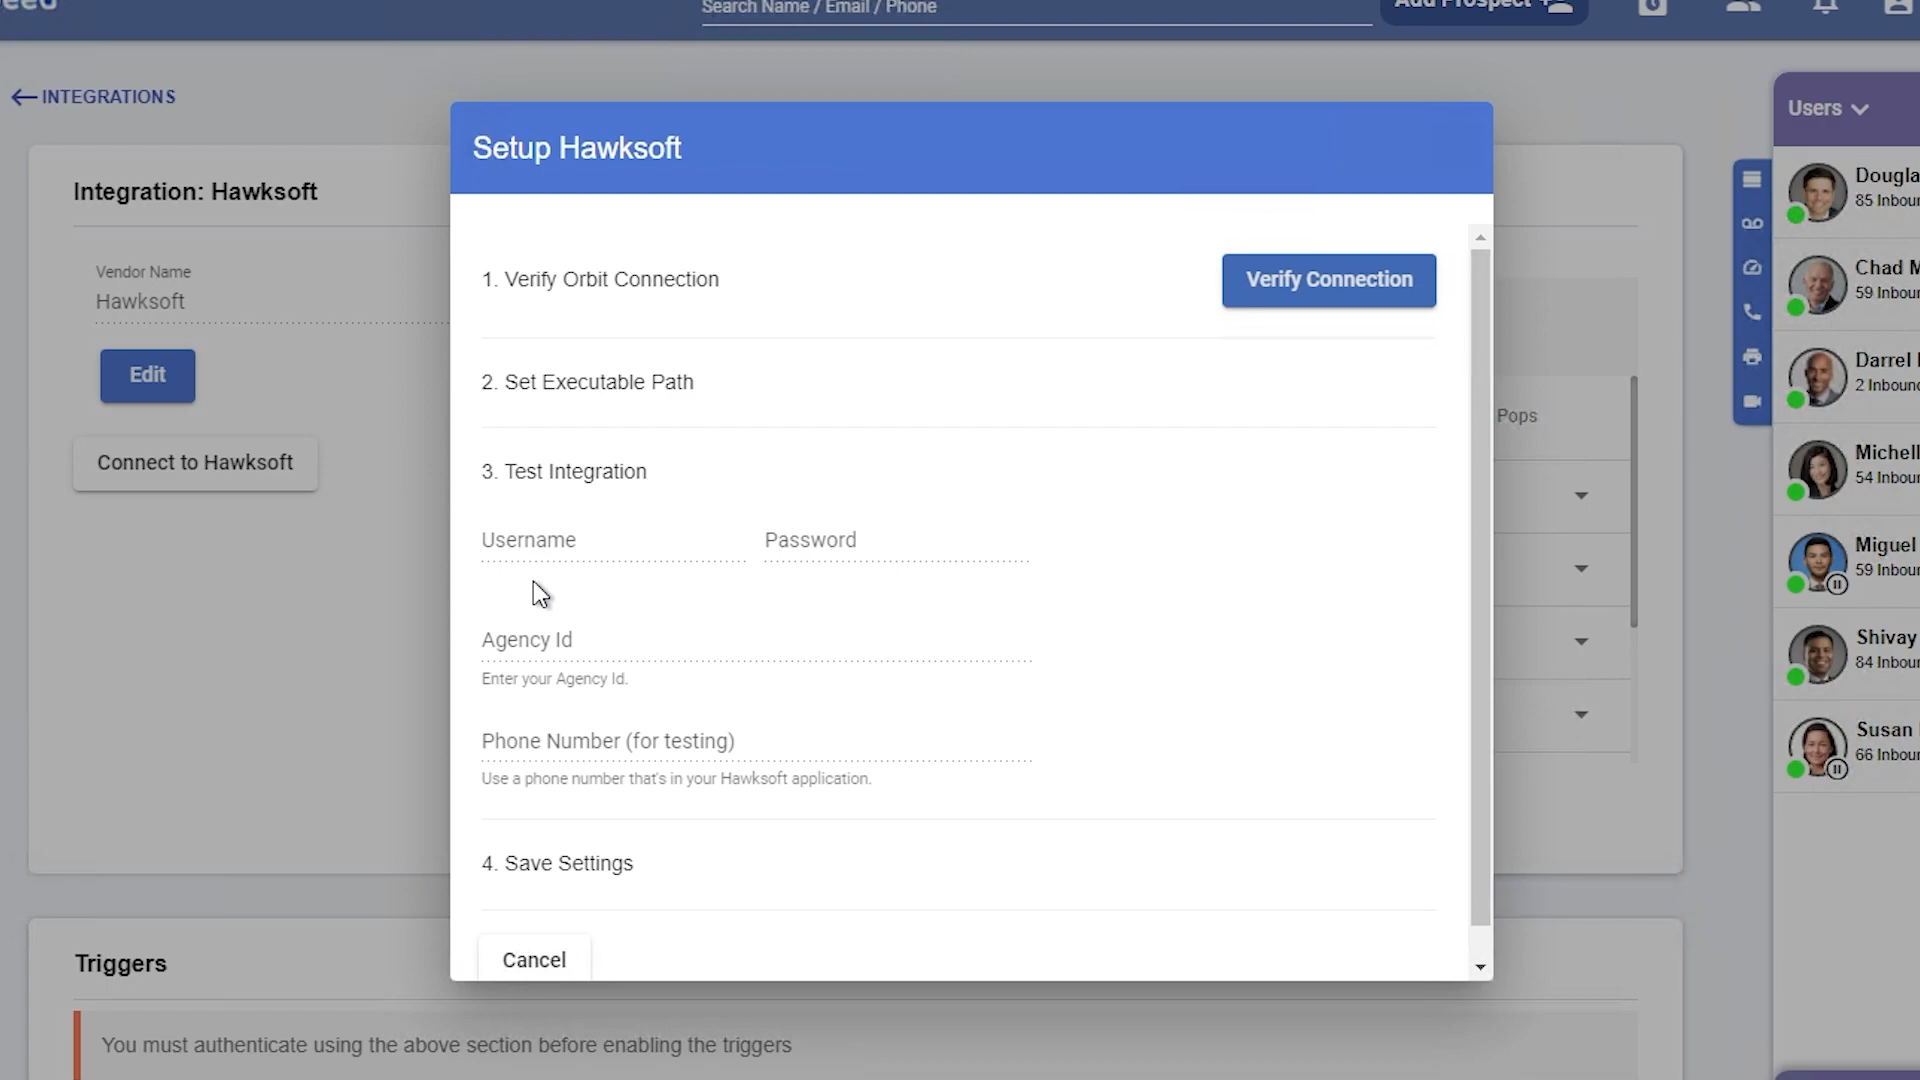 Search Name / Email / Phone
Add Prospect
INTEGRATIONS
Users
Integration: Hawksoft
Vendor Name
Hawksoft
Edit
Connect to Hawksoft
Setup Hawksoft
1. Verify Orbit Connection
Verify Connection
2. Set Executable Path
3. Test Integration
Username
Password
Agency Id
Enter your Agency Id.
Phone Number (for testing)
Use a phone number that's in your Hawksoft application.
4. Save Settings
Cancel
Pops
Dougla
85 Inbou
Chad M
59 Inbou
Darrel
2 Inboun
Michell
54 Inbou
Miguel
59 Inbou
Shivay
84 Inbou
Susan
66 Inbou
Triggers
You must authenticate using the above section before enabling the triggers